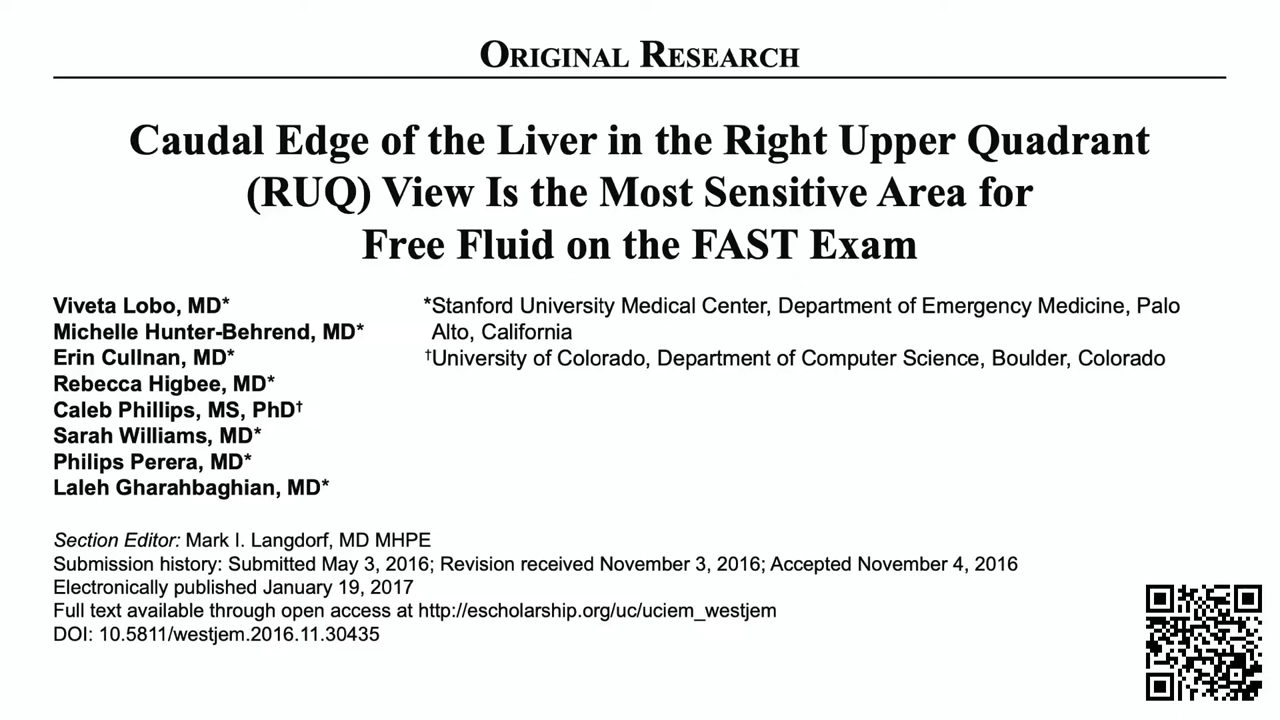 ORIGINAL RESEARCH
Caudal Edge of the Liver in the Right Upper Quadrant
(RUQ) View Is the Most Sensitive Area for
Free Fluid on the FAST Exam
Viveta Lobo, MD*
Michelle Hunter-Behrend, MD*
Erin Cullnan, MD*
Rebecca Higbee, MD*
Caleb Phillips, MS, PhD†
Sarah Williams, MD*
Philips Perera, MD*
Laleh Gharahbaghian, MD*
*Stanford University Medical Center, Department of Emergency Medicine, Palo
Alto, California
†University of Colorado, Department of Computer Science, Boulder, Colorado
Section Editor: Mark I. Langdorf, MD MHPE
Submission history: Submitted May 3, 2016; Revision received November 3, 2016; Accepted November 4, 2016
Electronically published January 19, 2017
Full text available through open access at http://escholarship.org/uc/uciem_westjem
DOI: 10.5811/westjem.2016.11.30435